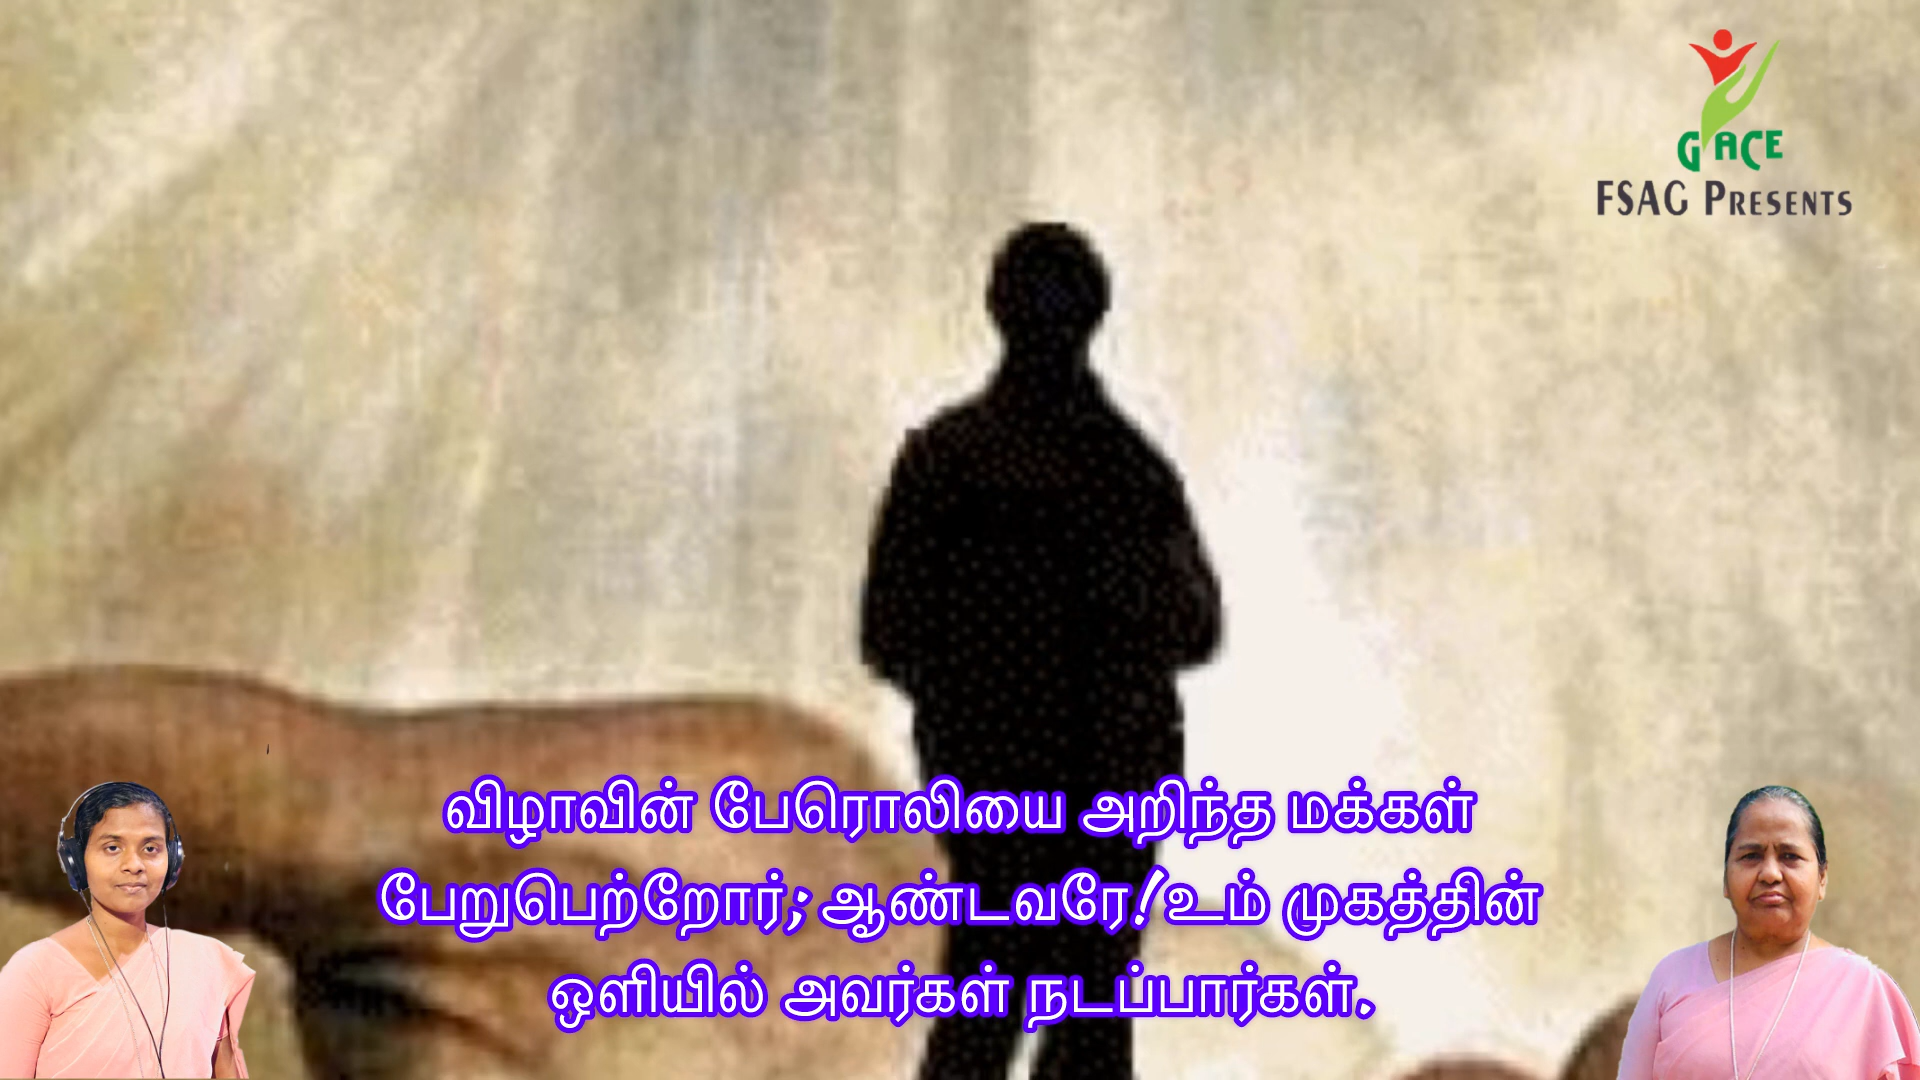 GRACE
FSAG PRESENTS
விழாவின் பேரொலியை அறிந்த மக்கள்
பேறுபெற்றோர்; ஆண்டவரே! உம் முகத்தின்
ஒளியில் அவர்கள் நடப்பார்கள்.